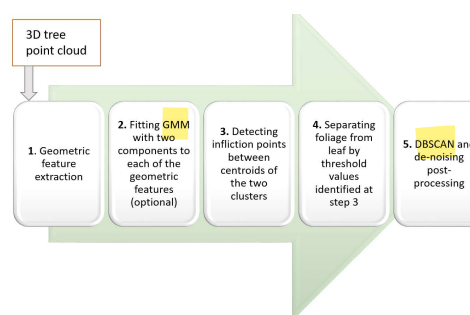 3D tree
point cloud
1. Geometric
feature
extraction
2. Fitting GMM
with two
components to
each of the
geometric
features
(optional)
3. Detecting
infliction points
between
centroids of
the two
clusters
4. Separating
foliage from
leaf by
threshold
values
identified at
step 3
5. DBSCAN and
de-noising
post-
processing